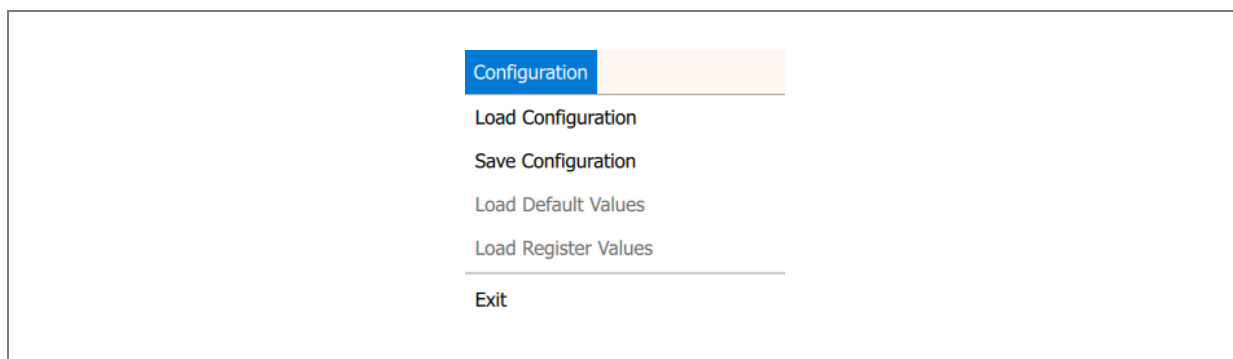 Configuration
Load Configuration
Save Configuration
Load Default Values
Load Register Values
Exit